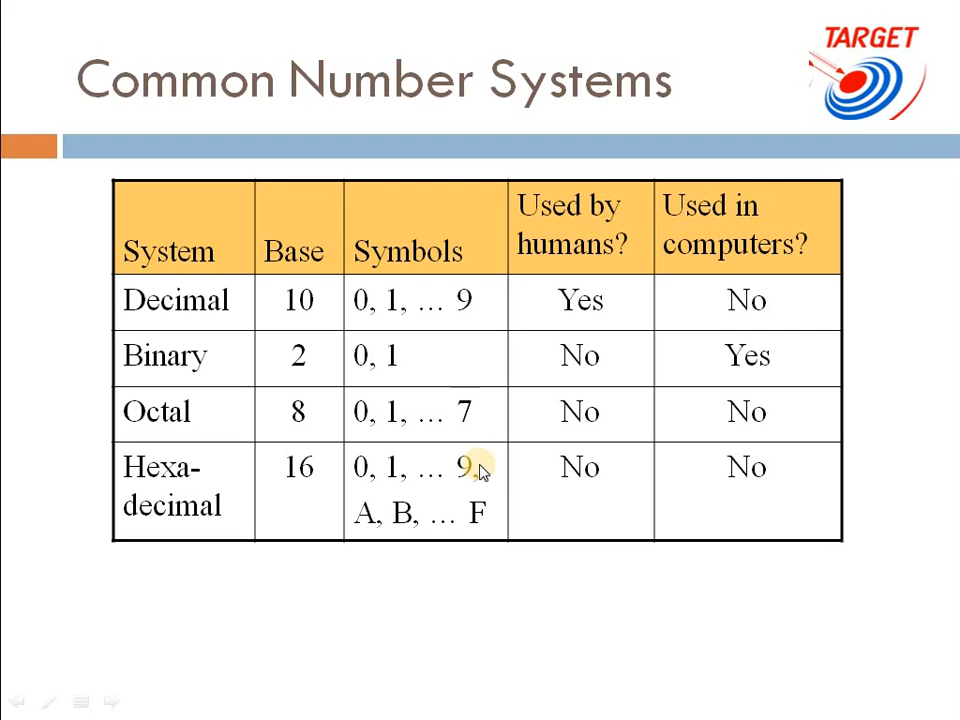 Common Number Systems
TARGET
System Base Symbols Used by humans? Used in computers?
Decimal 10 0, 1, … 9 Yes No
Binary 2 0, 1 No Yes
Octal 8 0, 1, … 7 No No
Hexa- 16 0, 1, … 9, No No
decimal A, B, … F